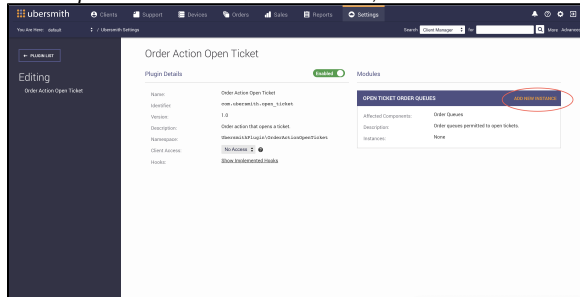 ubersmith Clients Support Devices Orders Sales Reports Settings
You Are Here: default / Ubersmith Settings Search Client Manager for More Advanced
← PLUGIN LIST
Order Action Open Ticket
Editing
Order Action Open Ticket
Plugin Details Enabled
Name: Order Action Open Ticket
Identifier: com.ubersmith.open_ticket
Version: 1.0
Description: Order action that opens a ticket.
Namespace: UbersmithPlugin\OrderActionOpenTicket
Client Access: No Access
Hooks: Show Implemented Hooks
Modules
OPEN TICKET ORDER QUEUES ADD NEW INSTANCE
Affected Components: Order Queues
Description: Order queues permitted to open tickets.
Instances: None